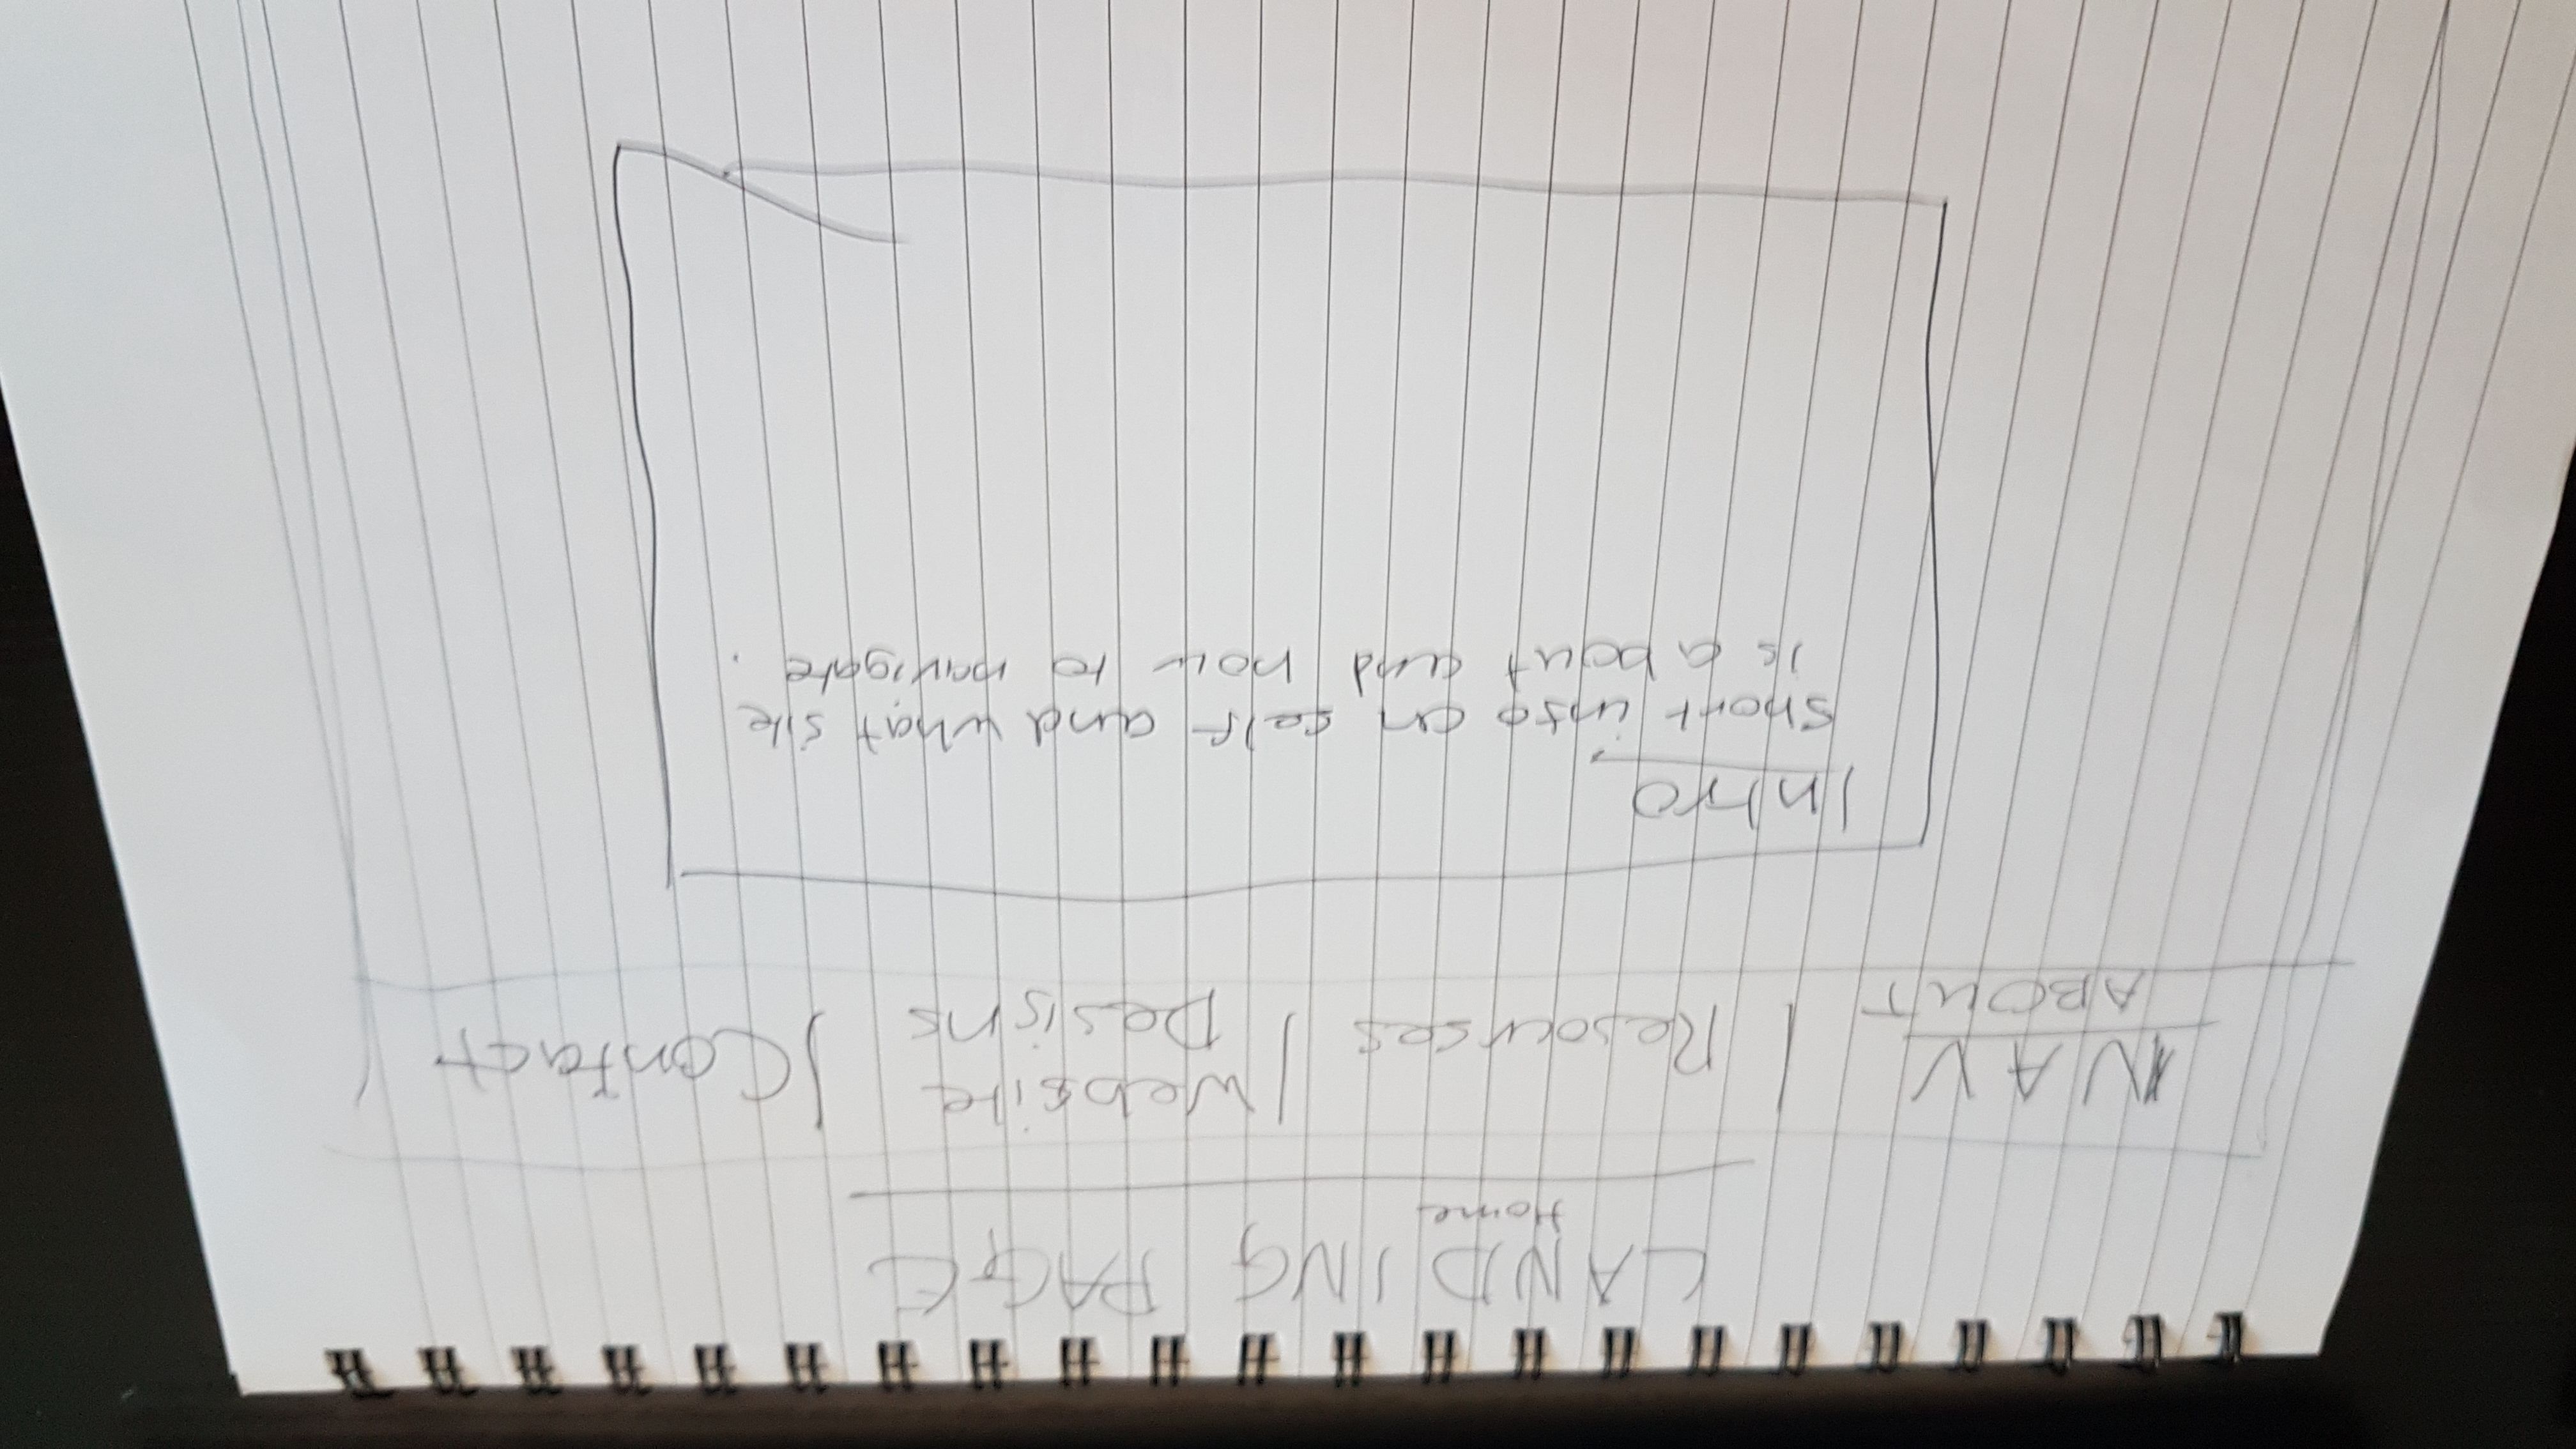 LANDING PAGE
Home
NAV
ABOUT
Resourses
Website
Designs
Contact
Intro
Short info on self and what site
is about and how to navigate.